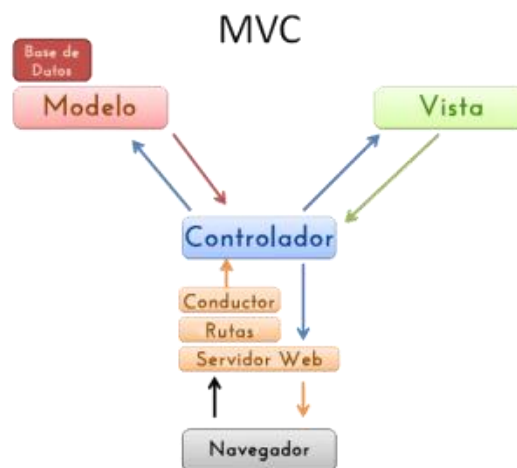 MVC
Base de
Datos
Modelo
Vista
Controlador
Conductor
Rutas
Servidor Web
Navegador